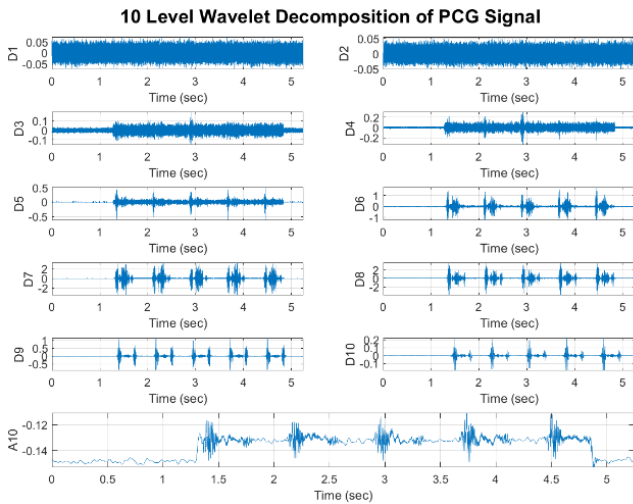 10 Level Wavelet Decomposition of PCG Signal
D1 0.05 0 -0.05
0 1 2 3 4 5
Time (sec)
D2 0.05 0 -0.05
0 1 2 3 4 5
Time (sec)
D3 0.1 0 -0.1
0 1 2 3 4 5
Time (sec)
D4 0.2 0 -0.2
0 1 2 3 4 5
Time (sec)
D5 0.5 0 -0.5
0 1 2 3 4 5
Time (sec)
D6 1 0 -1
0 1 2 3 4 5
Time (sec)
D7 2 0 -2
0 1 2 3 4 5
Time (sec)
D8 2 0 -2
0 1 2 3 4 5
Time (sec)
D9 1 0.5 0 -0.5
0 1 2 3 4 5
Time (sec)
D10 0.2 0.1 0 -0.1
0 1 2 3 4 5
Time (sec)
A10 -0.12 -0.14
0 0.5 1 1.5 2 2.5 3 3.5 4 4.5 5
Time (sec)